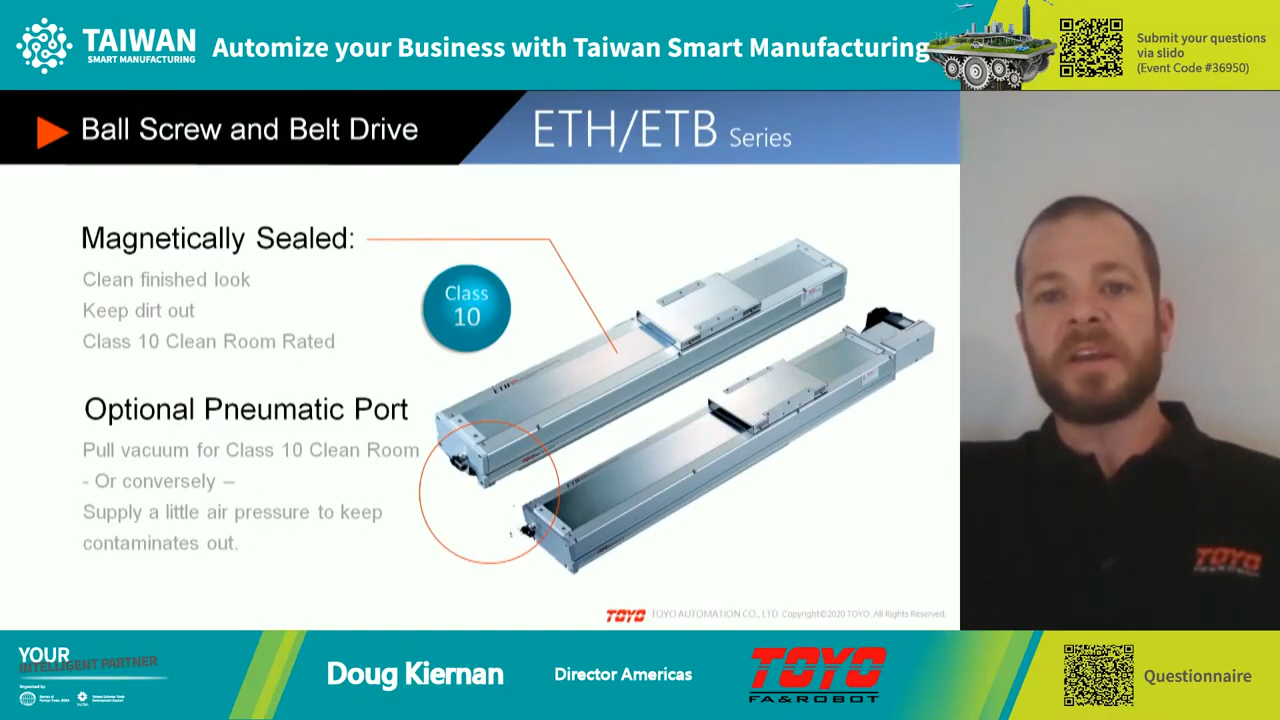 TAIWAN
SMART MANUFACTURING
Automize your Business with Taiwan Smart Manufacturing
Submit your questions
via slido
(Event Code #36950)
Ball Screw and Belt Drive
ETH/ETB Series
Magnetically Sealed:
Clean finished look
Keep dirt out
Class 10 Clean Room Rated
Class
10
Optional Pneumatic Port
Pull vacuum for Class 10 Clean Room
- Or conversely –
Supply a little air pressure to keep
contaminates out.
TOYO TOYO AUTOMATION CO., LTD Copyright©2020 TOYO. All Rights Reserved.
TOYO
YOUR
INTELLIGENT PARTNER
Organized by
Doug Kiernan
Director Americas
TOYO
FA&ROBOT
Questionnaire